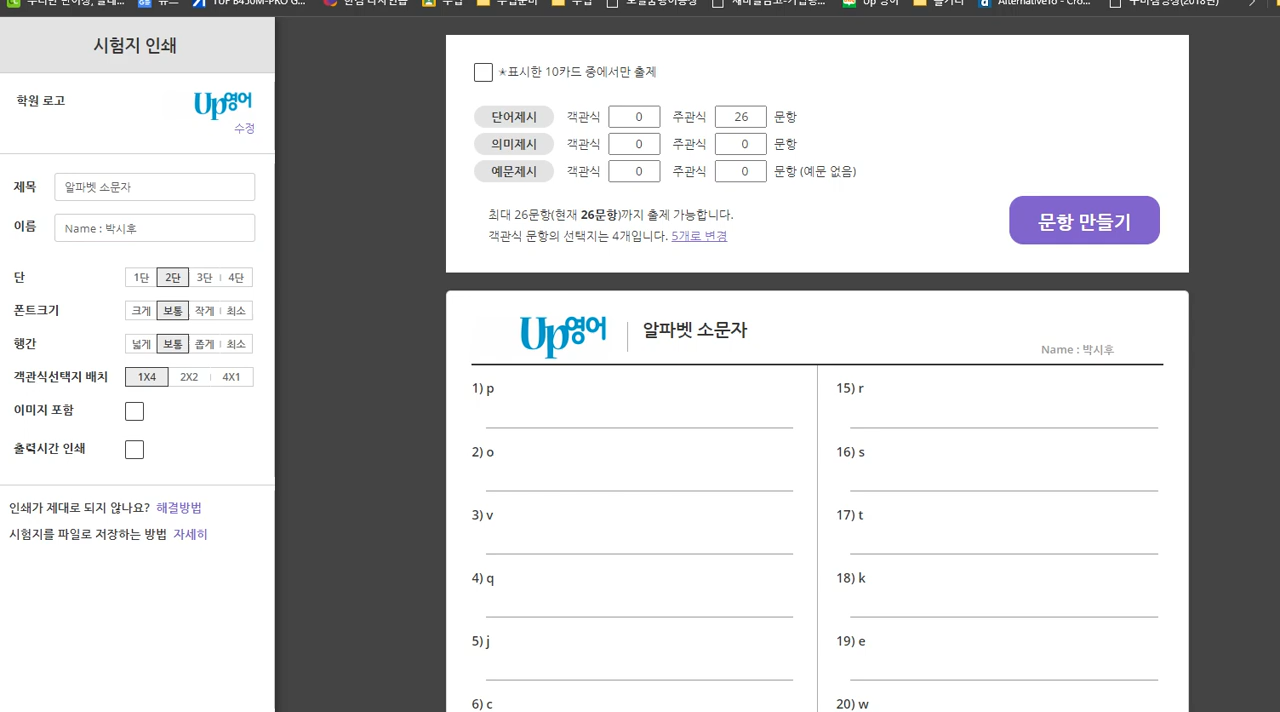 시험지 인쇄
학원 로고
Up영어
수정
제목 알파벳 소문자
이름 Name : 박시후
단 1단 2단 3단 4단
폰트크기 크게 보통 작게 최소
행간 넓게 보통 좁게 최소
객관식선택지 배치 1X4 2X2 4X1
이미지 포함
출력시간 인쇄
인쇄가 제대로 되지 않나요? 해결방법
시험지를 파일로 저장하는 방법 자세히
★표시한 10카드 중에서만 출제
단어제시 객관식 0 주관식 26 문항
의미제시 객관식 0 주관식 0 문항
예문제시 객관식 0 주관식 0 문항 (예문 없음)
최대 26문항(현재 26문항)까지 출제 가능합니다.
객관식 문항의 선택지는 4개입니다. 5개로 변경
문항 만들기
Up영어 알파벳 소문자
Name : 박시후
1) p
2) o
3) v
4) q
5) j
6) c
15) r
16) s
17) t
18) k
19) e
20) w